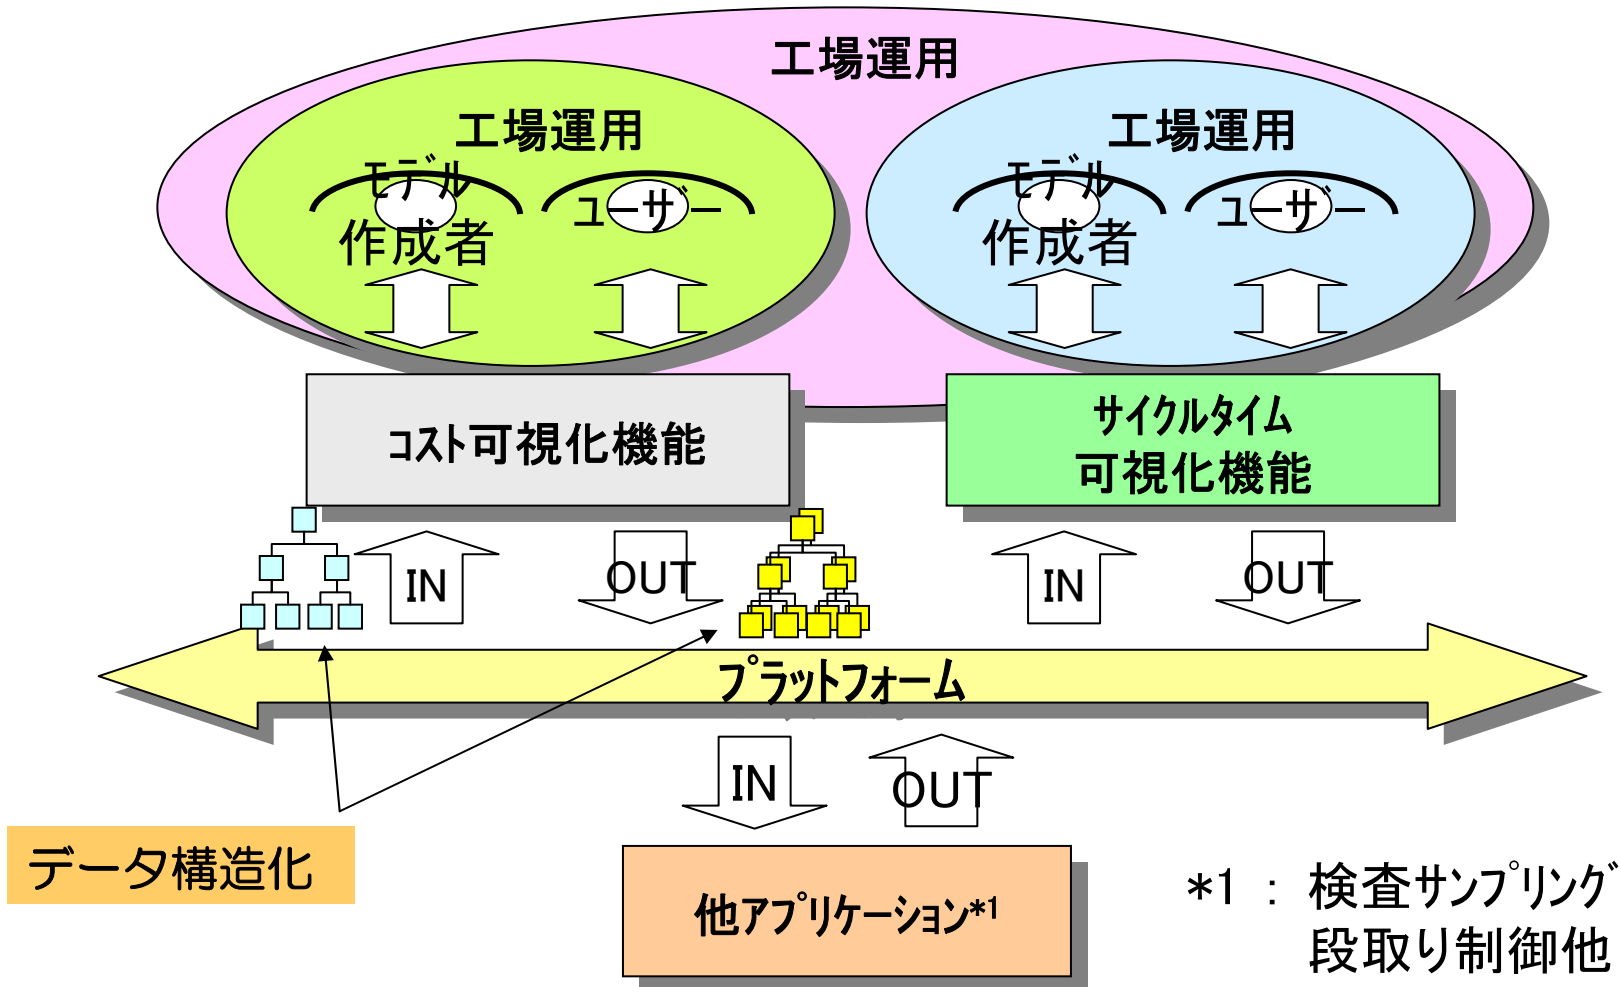 工場運用
工場運用
ﾓﾃﾞﾙ
作成者
ﾕｰｻﾞｰ
工場運用
ﾓﾃﾞﾙ
作成者
ﾕｰｻﾞｰ
ｺｽﾄ可視化機能
ｻｲｸﾙﾀｲﾑ
可視化機能
IN
OUT
IN
OUT
ﾌﾟﾗｯﾄﾌｫｰﾑ
IN
OUT
データ構造化
他ｱﾌﾟﾘｹｰｼｮﾝ*1
*1 : 検査ｻﾝﾌﾟﾘﾝｸﾞ
段取り制御他